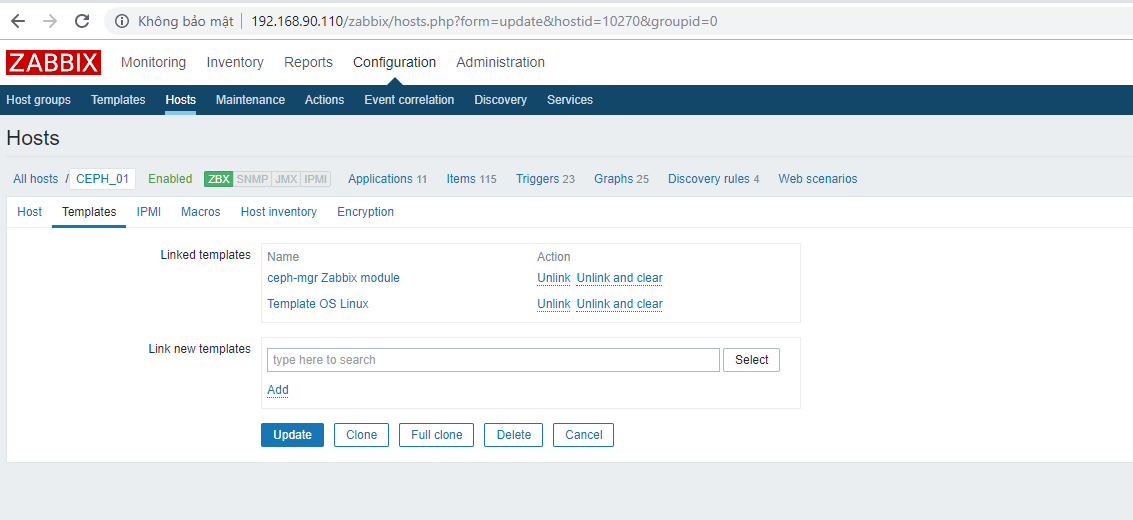 Không bảo mật | 192.168.90.110/zabbix/hosts.php?form=update&hostid=10270&groupid=0
ZABBIX Monitoring Inventory Reports Configuration Administration
Host groups Templates Hosts Maintenance Actions Event correlation Discovery Services
Hosts
All hosts / CEPH_01 Enabled ZBX SNMP JMX IPMI Applications 11 Items 115 Triggers 23 Graphs 25 Discovery rules 4 Web scenarios
Host Templates IPMI Macros Host inventory Encryption
Linked templates Name Action
ceph-mgr Zabbix module Unlink Unlink and clear
Template OS Linux Unlink Unlink and clear
Link new templates
type here to search Select
Add
Update Clone Full clone Delete Cancel